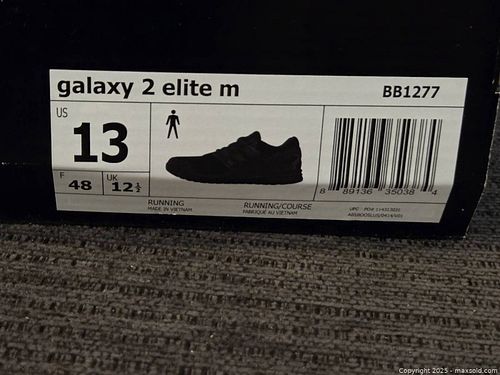 galaxy 2 elite m
BB1277
US
13
F
48
UK
12½
8 89136 35038 4
RUNNING
MADE IN VIETNAM
RUNNING/COURSE
FABRIQUÉ AU VIETNAM
Copyright © 2025 - maxsold.com